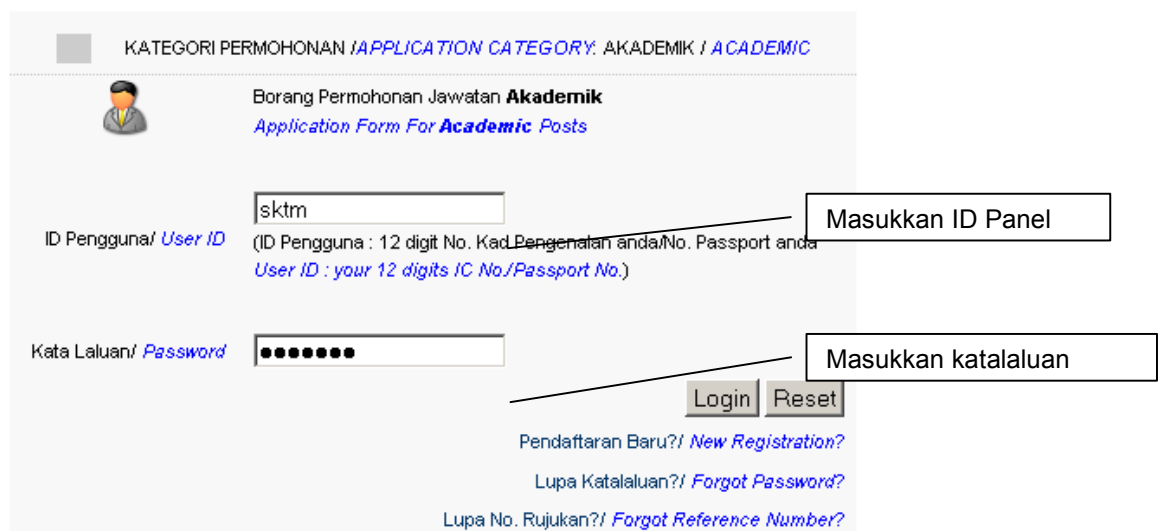 KATEGORI PERMOHONAN /APPLICATION CATEGORY: AKADEMIK / ACADEMIC
Borang Permohonan Jawatan Akademik
Application Form For Academic Posts
sktm
Masukkan ID Panel
ID Pengguna/ User ID
(ID Pengguna : 12 digit No. Kad Pengenalan anda/No. Passport anda
User ID : your 12 digits IC No./Passport No.)
Kata Laluan/ Password
●●●●●●●
Masukkan katalaluan
Login Reset
Pendaftaran Baru?/ New Registration?
Lupa Katalaluan?/ Forgot Password?
Lupa No. Rujukan?/ Forgot Reference Number?